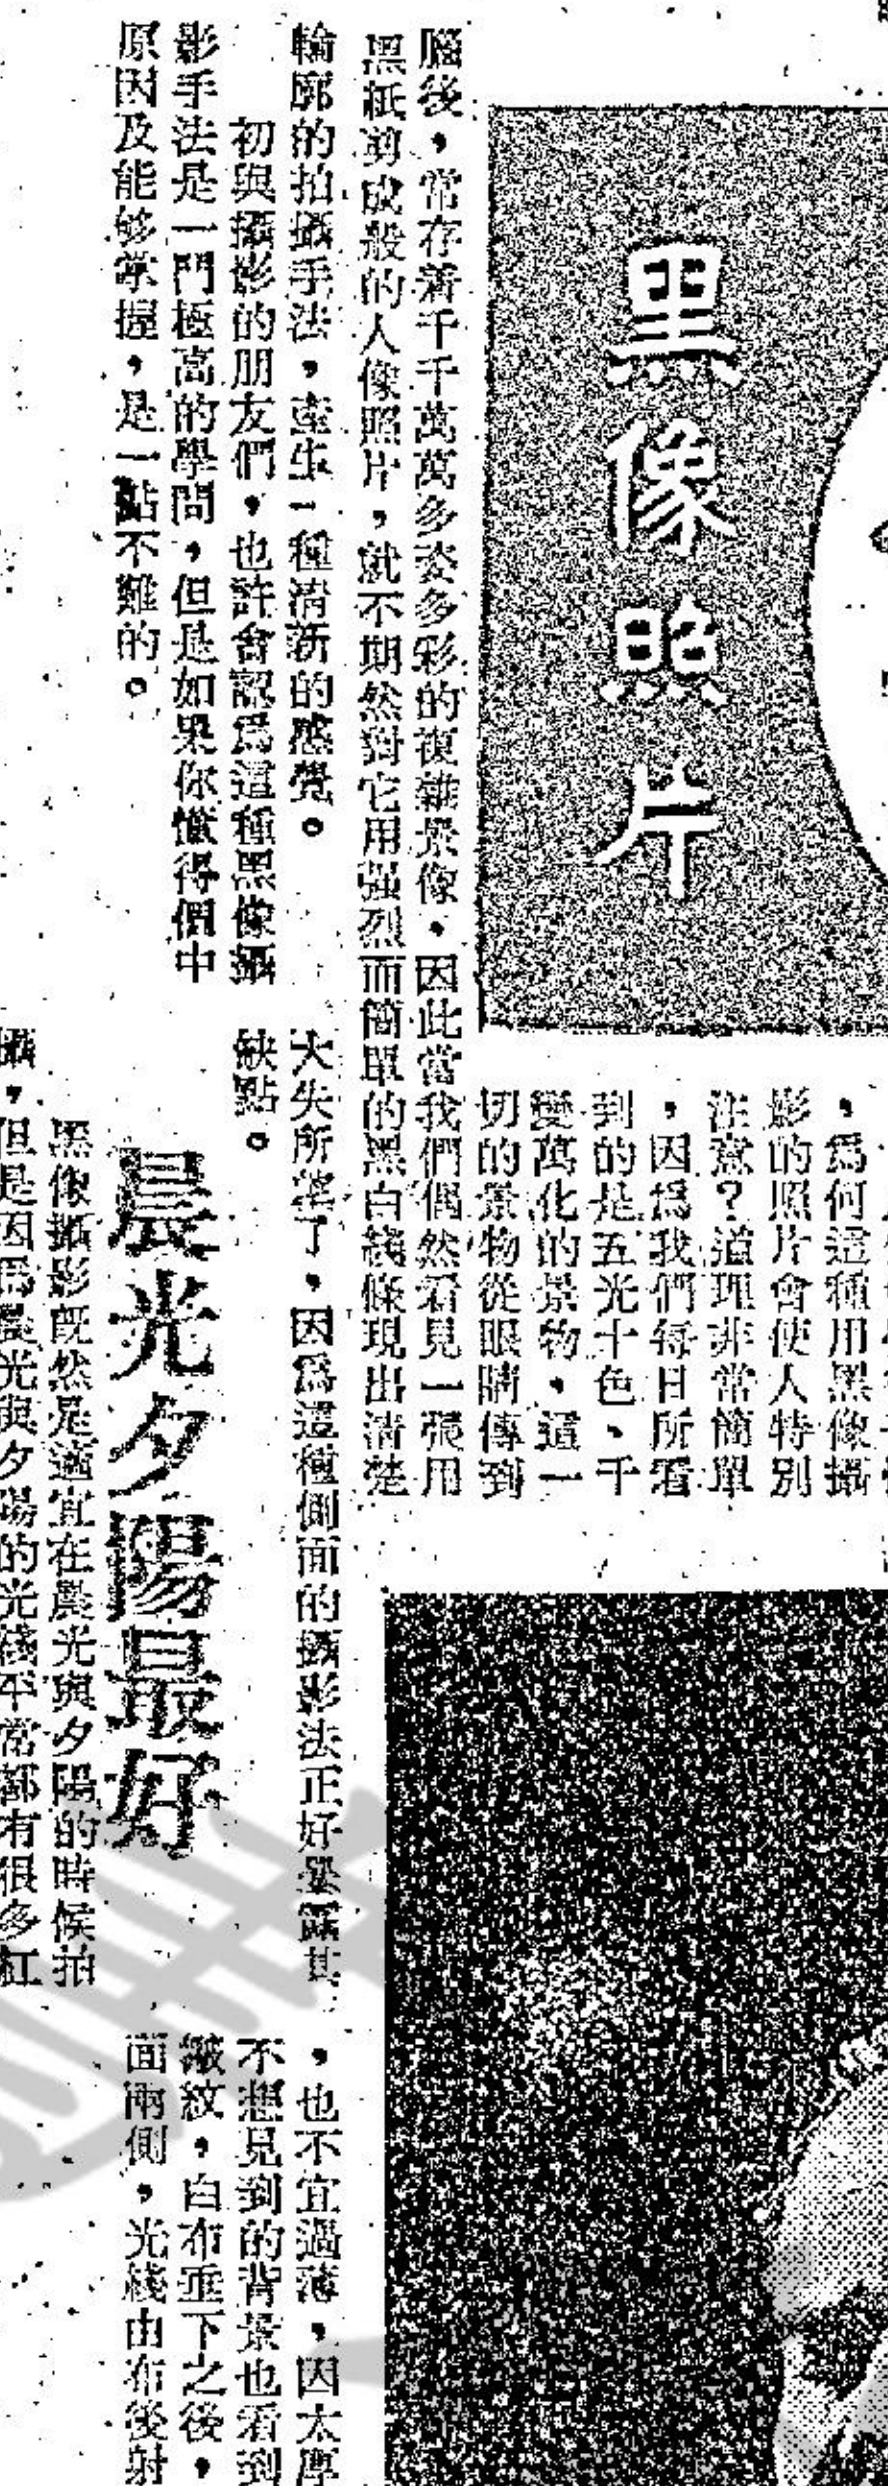 黑像照片
，為何這種用黑像攝
影的照片會使人特別
注意？道理非常簡單
，因為我們每日所看
到的是五光十色、千
變萬化的景物，這一
切的景物從眼睛傳到
腦後，常存着千千萬萬多姿多彩的複雜景像，因此當我們偶然看見一張用
黑紙剪成般的人像照片，就不期然對它用强烈而簡單的黑白綫條現出清楚
輪廓的拍攝手法，產生一種清新的感覺。
初與攝影的朋友們，也許會認為這種黑像攝
影手法是一門極高的學問，但是如果你懂得個中
原因及能够掌握，是一點不難的。
大失所望了，因為這種側面的攝影法正好暴露其
缺點。
晨光夕陽最好
黑像攝影既然是適宜在晨光與夕陽的時候拍
攝，但是因為晨光與夕陽的光綫平常都有很多紅
，也不宜過薄，因太厚
不想見到的背景也看到
皺紋，白布垂下之後，
面兩側，光綫由布後射